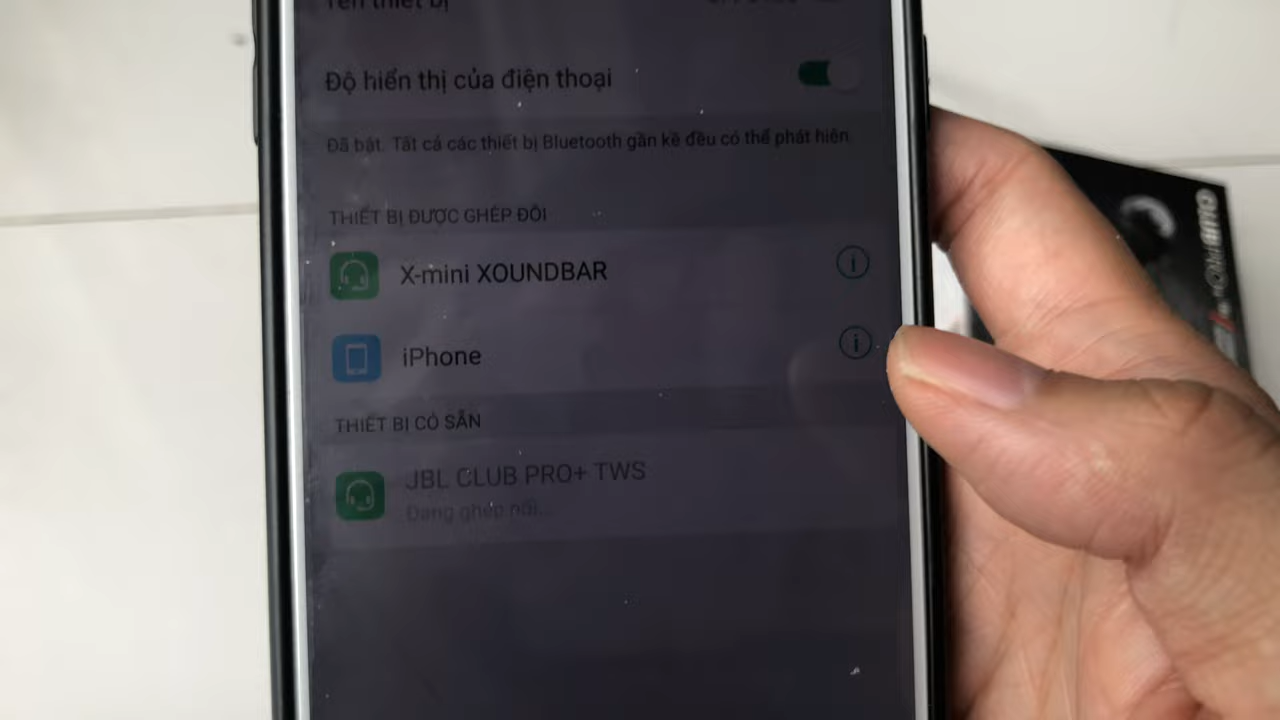 Tên thiết bị
Độ hiển thị của điện thoại
Đã bật. Tất cả các thiết bị Bluetooth gần kề đều có thể phát hiện
THIẾT BỊ ĐƯỢC GHÉP ĐÔI
X-mini XOUNDBAR
iPhone
THIẾT BỊ CÓ SẴN
JBL CLUB PRO+ TWS
Đang ghép nối...
CLUB PRO+